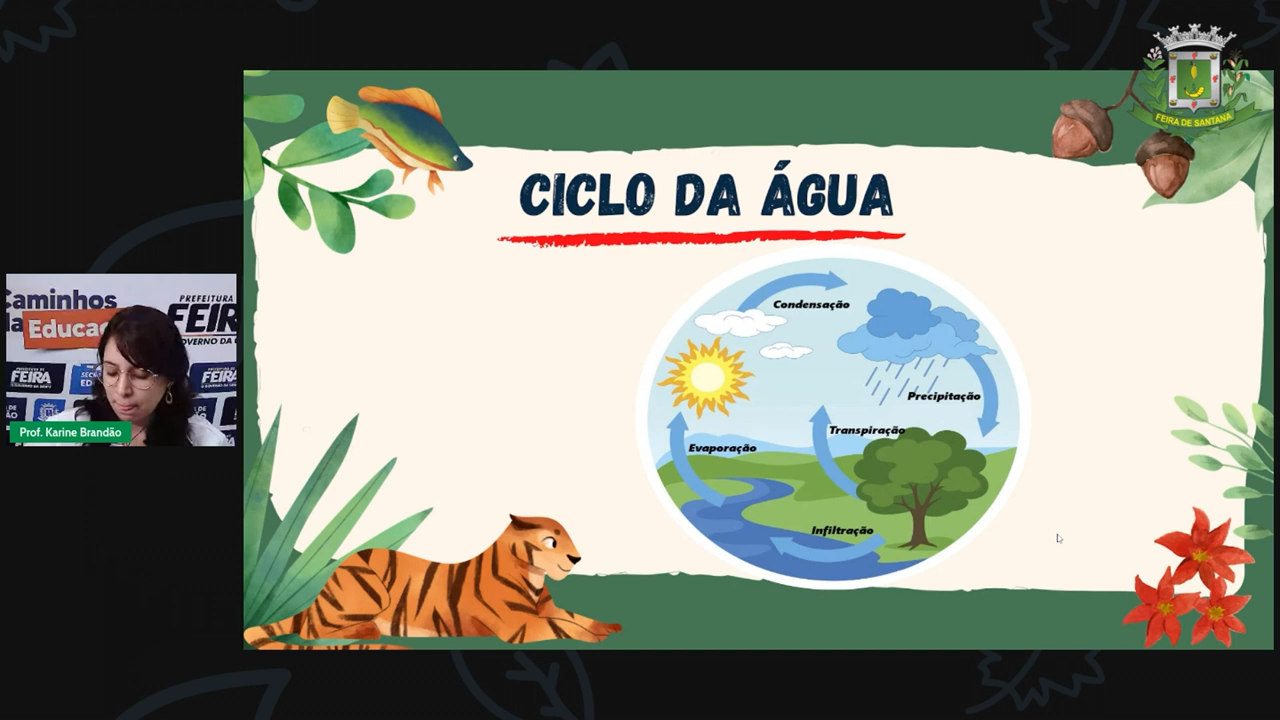 FEIRA DE SANTANA
CICLO DA ÁGUA
Condensação
Precipitação
Transpiração
Evaporação
Infiltração
Caminhos
Educa
PREFEITURA
FEIR
FEIRA
FEIRA
Prof. Karine Brandão